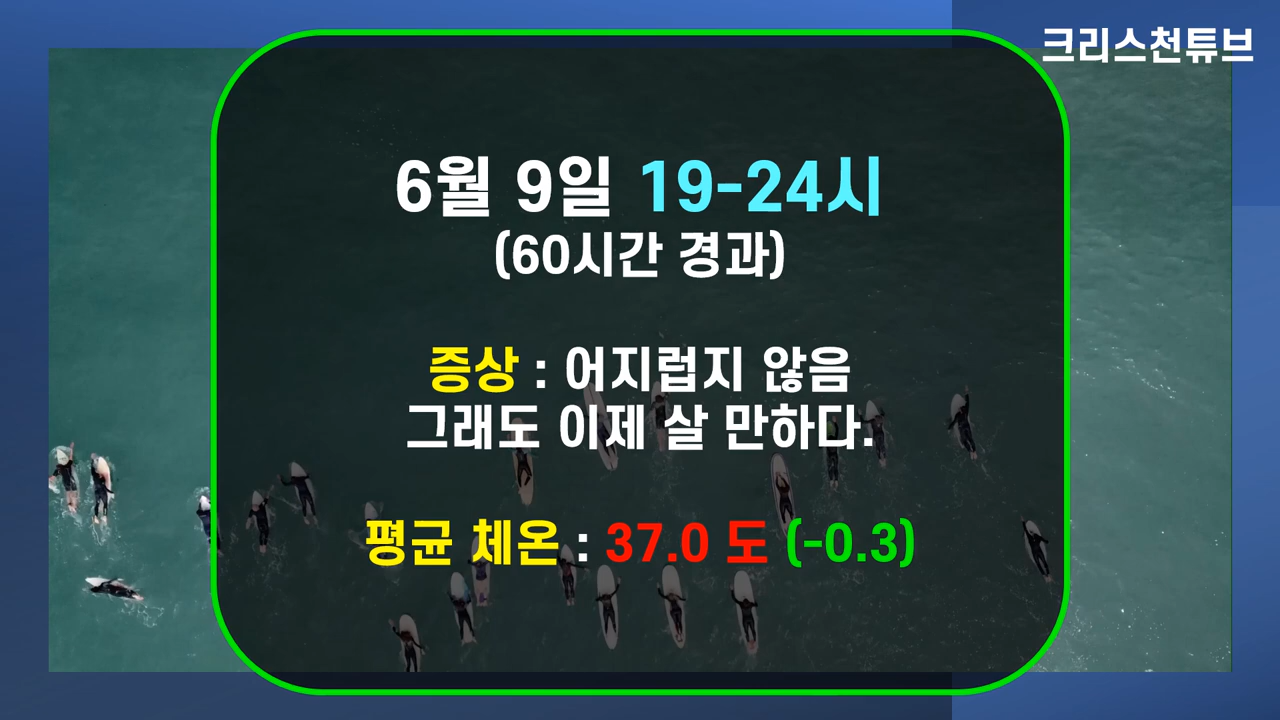 크리스천튜브
6월 9일 19-24시
(60시간 경과)
증상 : 어지럽지 않음
그래도 이제 살 만하다.
평균 체온 : 37.0 도 (-0.3)